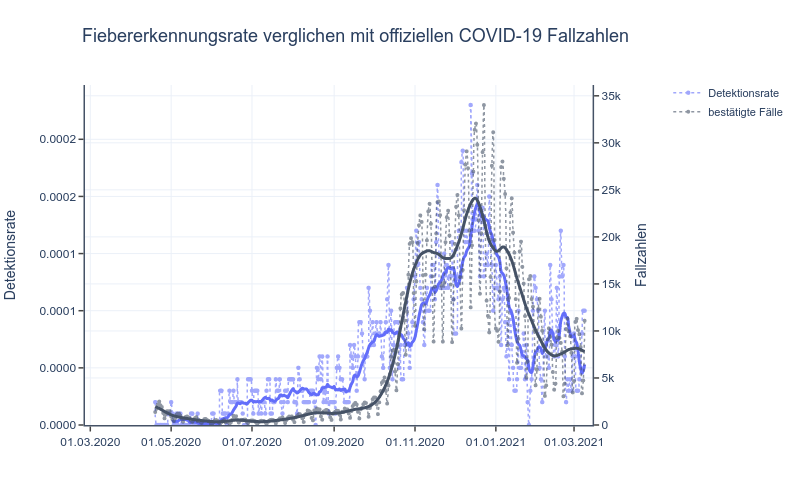 Fiebererkennungsrate verglichen mit offiziellen COVID-19 Fallzahlen
Detektionsrate
bestätigte Fälle
35k
30k
25k
20k
15k
10k
5k
0
0.0002
0.0002
0.0001
0.0001
0.0000
0.0000
Detektionsrate
Fallzahlen
01.03.2020
01.05.2020
01.07.2020
01.09.2020
01.11.2020
01.01.2021
01.03.2021